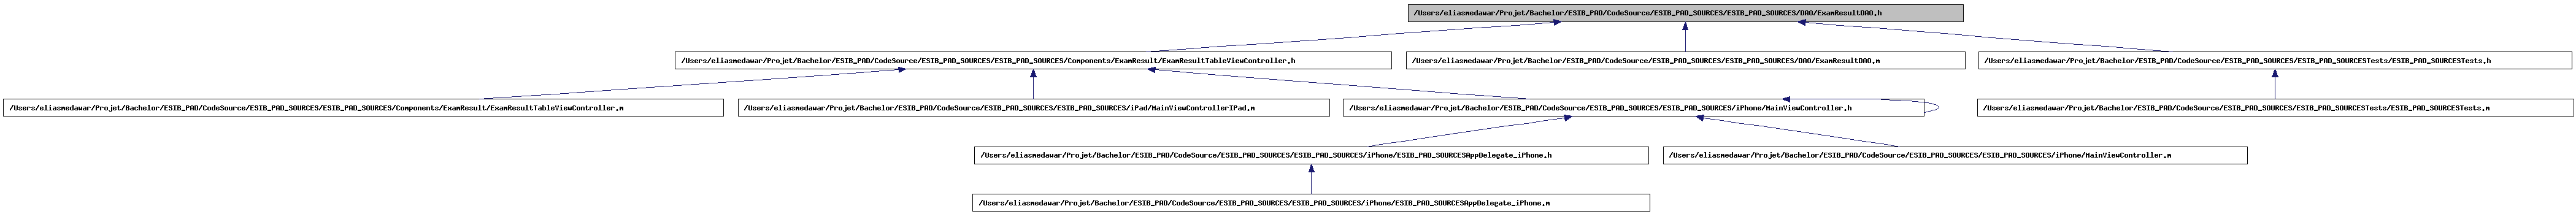 /Users/eliasmedawar/Projet/Bachelor/ESIB_PAD/CodeSource/ESIB_PAD_SOURCES/ESIB_PAD_SOURCES/DAO/ExamResultDAO.h
/Users/eliasmedawar/Projet/Bachelor/ESIB_PAD/CodeSource/ESIB_PAD_SOURCES/ESIB_PAD_SOURCES/Components/ExamResult/ExamResultTableViewController.h
/Users/eliasmedawar/Projet/Bachelor/ESIB_PAD/CodeSource/ESIB_PAD_SOURCES/ESIB_PAD_SOURCES/DAO/ExamResultDAO.m
/Users/eliasmedawar/Projet/Bachelor/ESIB_PAD/CodeSource/ESIB_PAD_SOURCES/ESIB_PAD_SOURCESTests/ESIB_PAD_SOURCESTests.h
/Users/eliasmedawar/Projet/Bachelor/ESIB_PAD/CodeSource/ESIB_PAD_SOURCES/ESIB_PAD_SOURCES/Components/ExamResult/ExamResultTableViewController.m
/Users/eliasmedawar/Projet/Bachelor/ESIB_PAD/CodeSource/ESIB_PAD_SOURCES/ESIB_PAD_SOURCES/iPad/MainViewControllerIPad.m
/Users/eliasmedawar/Projet/Bachelor/ESIB_PAD/CodeSource/ESIB_PAD_SOURCES/ESIB_PAD_SOURCES/iPhone/MainViewController.h
/Users/eliasmedawar/Projet/Bachelor/ESIB_PAD/CodeSource/ESIB_PAD_SOURCES/ESIB_PAD_SOURCESTests/ESIB_PAD_SOURCESTests.m
/Users/eliasmedawar/Projet/Bachelor/ESIB_PAD/CodeSource/ESIB_PAD_SOURCES/ESIB_PAD_SOURCES/iPhone/ESIB_PAD_SOURCESAppDelegate_iPhone.h
/Users/eliasmedawar/Projet/Bachelor/ESIB_PAD/CodeSource/ESIB_PAD_SOURCES/ESIB_PAD_SOURCES/iPhone/MainViewController.m
/Users/eliasmedawar/Projet/Bachelor/ESIB_PAD/CodeSource/ESIB_PAD_SOURCES/ESIB_PAD_SOURCES/iPhone/ESIB_PAD_SOURCESAppDelegate_iPhone.m